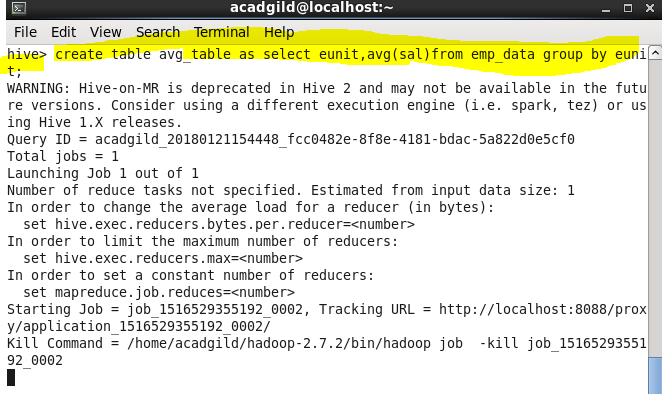 acadgild@localhost:~
File Edit View Search Terminal Help
hive> create table avg_table as select eunit,avg(sal)from emp_data group by euni
t;
WARNING: Hive-on-MR is deprecated in Hive 2 and may not be available in the futu
re versions. Consider using a different execution engine (i.e. spark, tez) or us
ing Hive 1.X releases.
Query ID = acadgild_20180121154448_fcc0482e-8f8e-4181-bdac-5a822d0e5cf0
Total jobs = 1
Launching Job 1 out of 1
Number of reduce tasks not specified. Estimated from input data size: 1
In order to change the average load for a reducer (in bytes):
  set hive.exec.reducers.bytes.per.reducer=<number>
In order to limit the maximum number of reducers:
  set hive.exec.reducers.max=<number>
In order to set a constant number of reducers:
  set mapreduce.job.reduces=<number>
Starting Job = job_1516529355192_0002, Tracking URL = http://localhost:8088/prox
y/application_1516529355192_0002/
Kill Command = /home/acadgild/hadoop-2.7.2/bin/hadoop job  -kill job_15165293551
92_0002